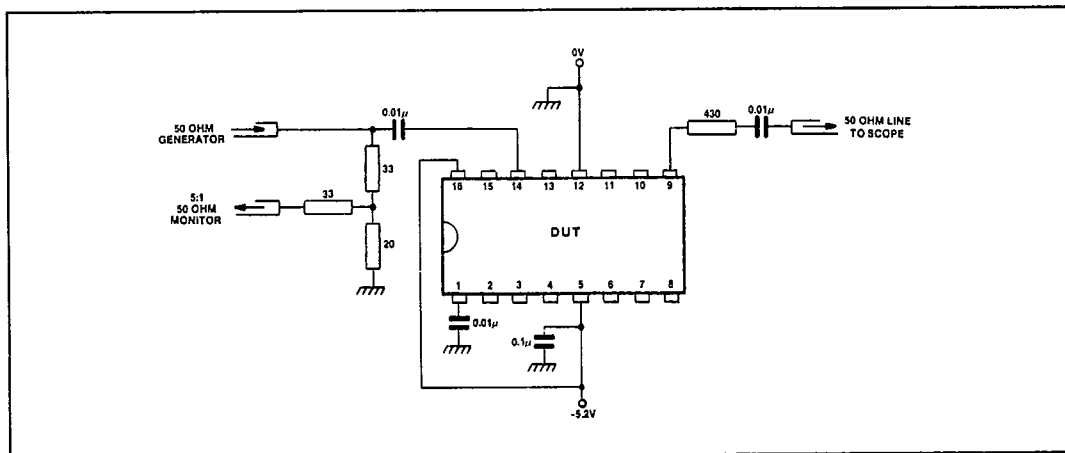 0V
50 OHM
GENERATOR
0.01μ
33
5:1
50 OHM
MONITOR
33
20
430
0.01μ
50 OHM LINE
TO SCOPE
16 15 14 13 12 11 10 9
DUT
1 2 3 4 5 6 7 8
0.01μ
0.1μ
-5.2V